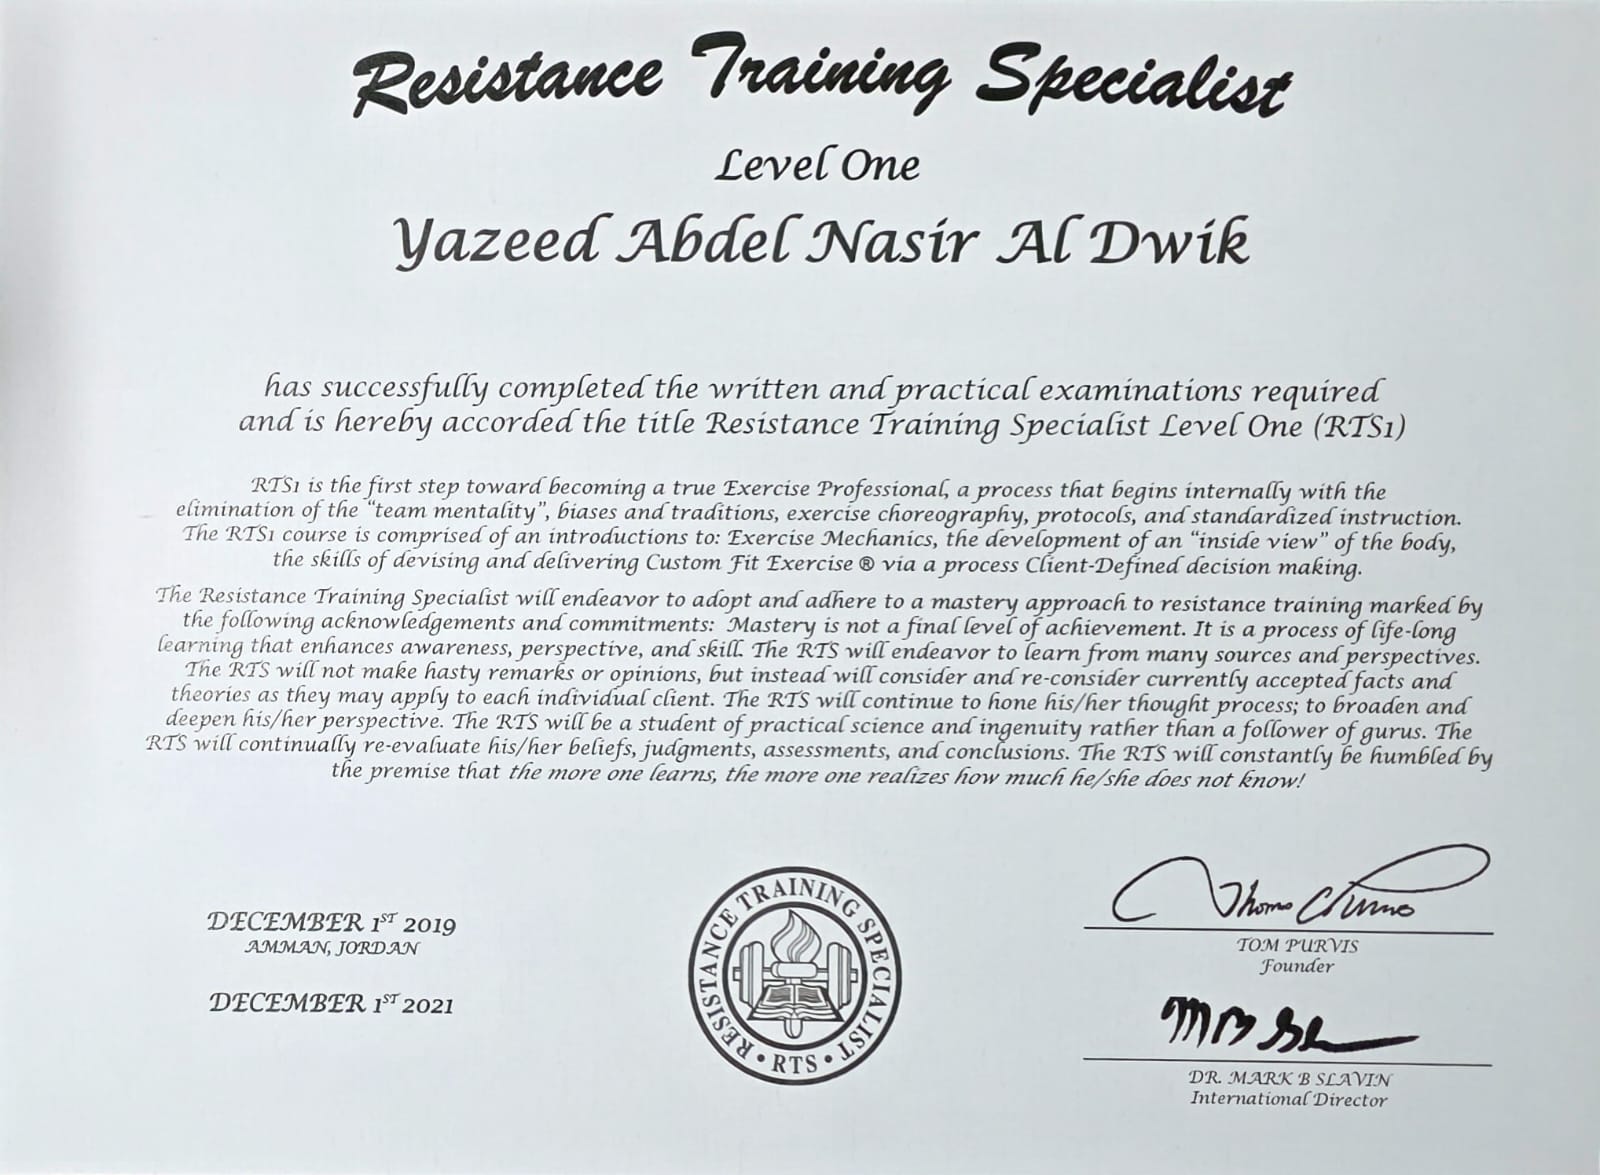 Resistance Training Specialist
Level One
Yazeed Abdel Nasir Al Dwik
has successfully completed the written and practical examinations required
and is hereby accorded the title Resistance Training Specialist Level One (RTS1)
RTS1 is the first step toward becoming a true Exercise Professional, a process that begins internally with the
elimination of the “team mentality”, biases and traditions, exercise choreography, protocols, and standardized instruction.
The RTS1 course is comprised of an introductions to: Exercise Mechanics, the development of an “inside view” of the body,
the skills of devising and delivering Custom Fit Exercise ® via a process Client-Defined decision making.
The Resistance Training Specialist will endeavor to adopt and adhere to a mastery approach to resistance training marked by
the following acknowledgements and commitments: Mastery is not a final level of achievement. It is a process of life-long
learning that enhances awareness, perspective, and skill. The RTS will endeavor to learn from many sources and perspectives.
The RTS will not make hasty remarks or opinions, but instead will consider and re-consider currently accepted facts and
theories as they may apply to each individual client. The RTS will continue to hone his/her thought process; to broaden and
deepen his/her perspective. The RTS will be a student of practical science and ingenuity rather than a follower of gurus. The
RTS will continually re-evaluate his/her beliefs, judgments, assessments, and conclusions. The RTS will constantly be humbled by
the premise that the more one learns, the more one realizes how much he/she does not know!
DECEMBER 1ST 2019
AMMAN, JORDAN
DECEMBER 1ST 2021
RESISTANCE TRAINING SPECIALIST
• RTS •
TOM PURVIS
Founder
DR. MARK B SLAVIN
International Director